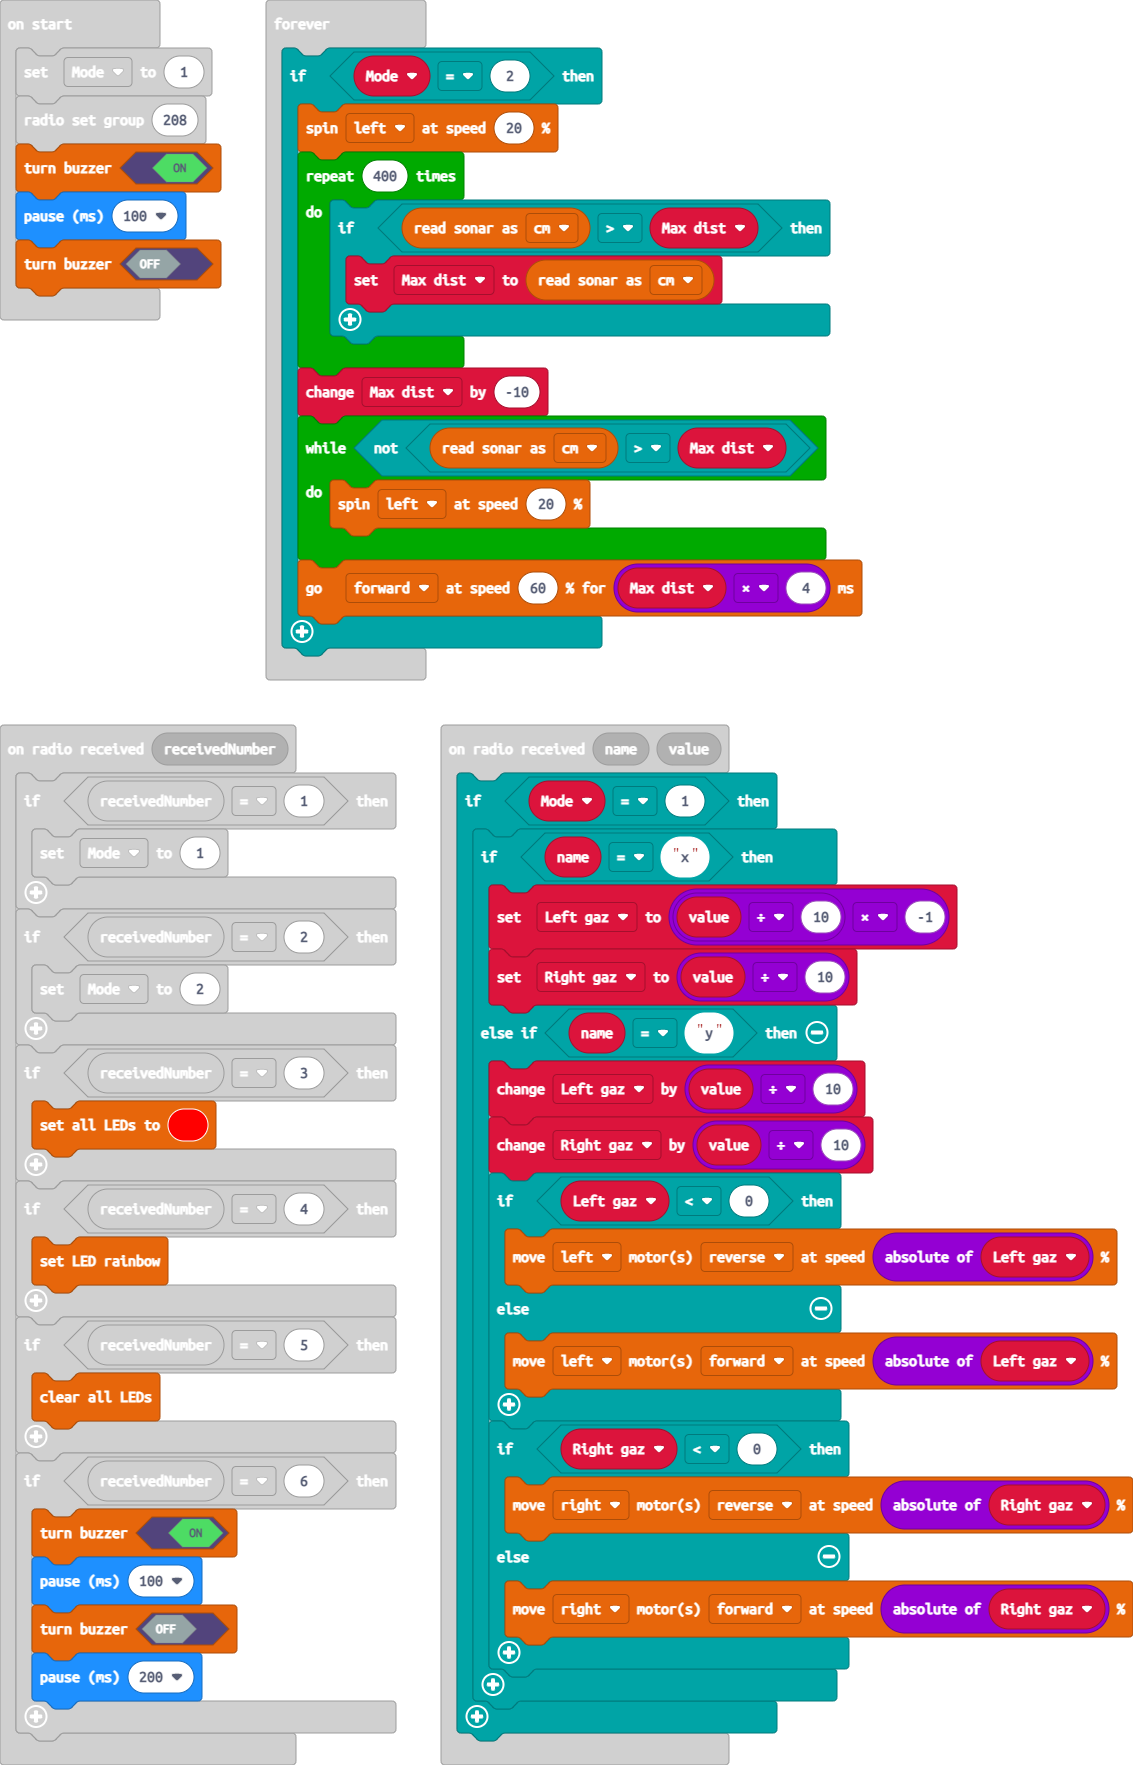 on start
set Mode to 1
radio set group 208
turn buzzer ON
pause (ms) 100
turn buzzer OFF
forever
if Mode = 2 then
spin left at speed 20 %
repeat 400 times
do
if read sonar as cm > Max dist then
set Max dist to read sonar as cm
change Max dist by -10
while not read sonar as cm > Max dist
do
spin left at speed 20 %
go forward at speed 60 % for Max dist × 4 ms
on radio received receivedNumber
if receivedNumber = 1 then
set Mode to 1
if receivedNumber = 2 then
set Mode to 2
if receivedNumber = 3 then
set all LEDs to
if receivedNumber = 4 then
set LED rainbow
if receivedNumber = 5 then
clear all LEDs
if receivedNumber = 6 then
turn buzzer ON
pause (ms) 100
turn buzzer OFF
pause (ms) 200
on radio received name value
if Mode = 1 then
if name = "x" then
set Left gaz to value ÷ 10 × -1
set Right gaz to value ÷ 10
else if name = "y" then
change Left gaz by value ÷ 10
change Right gaz by value ÷ 10
if Left gaz < 0 then
move left motor(s) reverse at speed absolute of Left gaz %
else
move left motor(s) forward at speed absolute of Left gaz %
if Right gaz < 0 then
move right motor(s) reverse at speed absolute of Right gaz %
else
move right motor(s) forward at speed absolute of Right gaz %